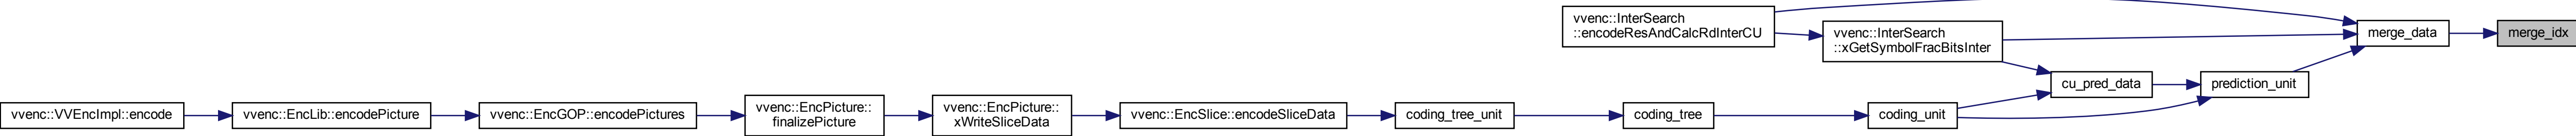 vvenc::InterSearch
::encodeResAndCalcRdInterCU
vvenc::InterSearch
::xGetSymbolFracBitsInter
merge_data
merge_idx
cu_pred_data
prediction_unit
vvenc::VVEncImpl::encode
vvenc::EncLib::encodePicture
vvenc::EncGOP::encodePictures
vvenc::EncPicture::
finalizePicture
vvenc::EncPicture::
xWriteSliceData
vvenc::EncSlice::encodeSliceData
coding_tree_unit
coding_tree
coding_unit